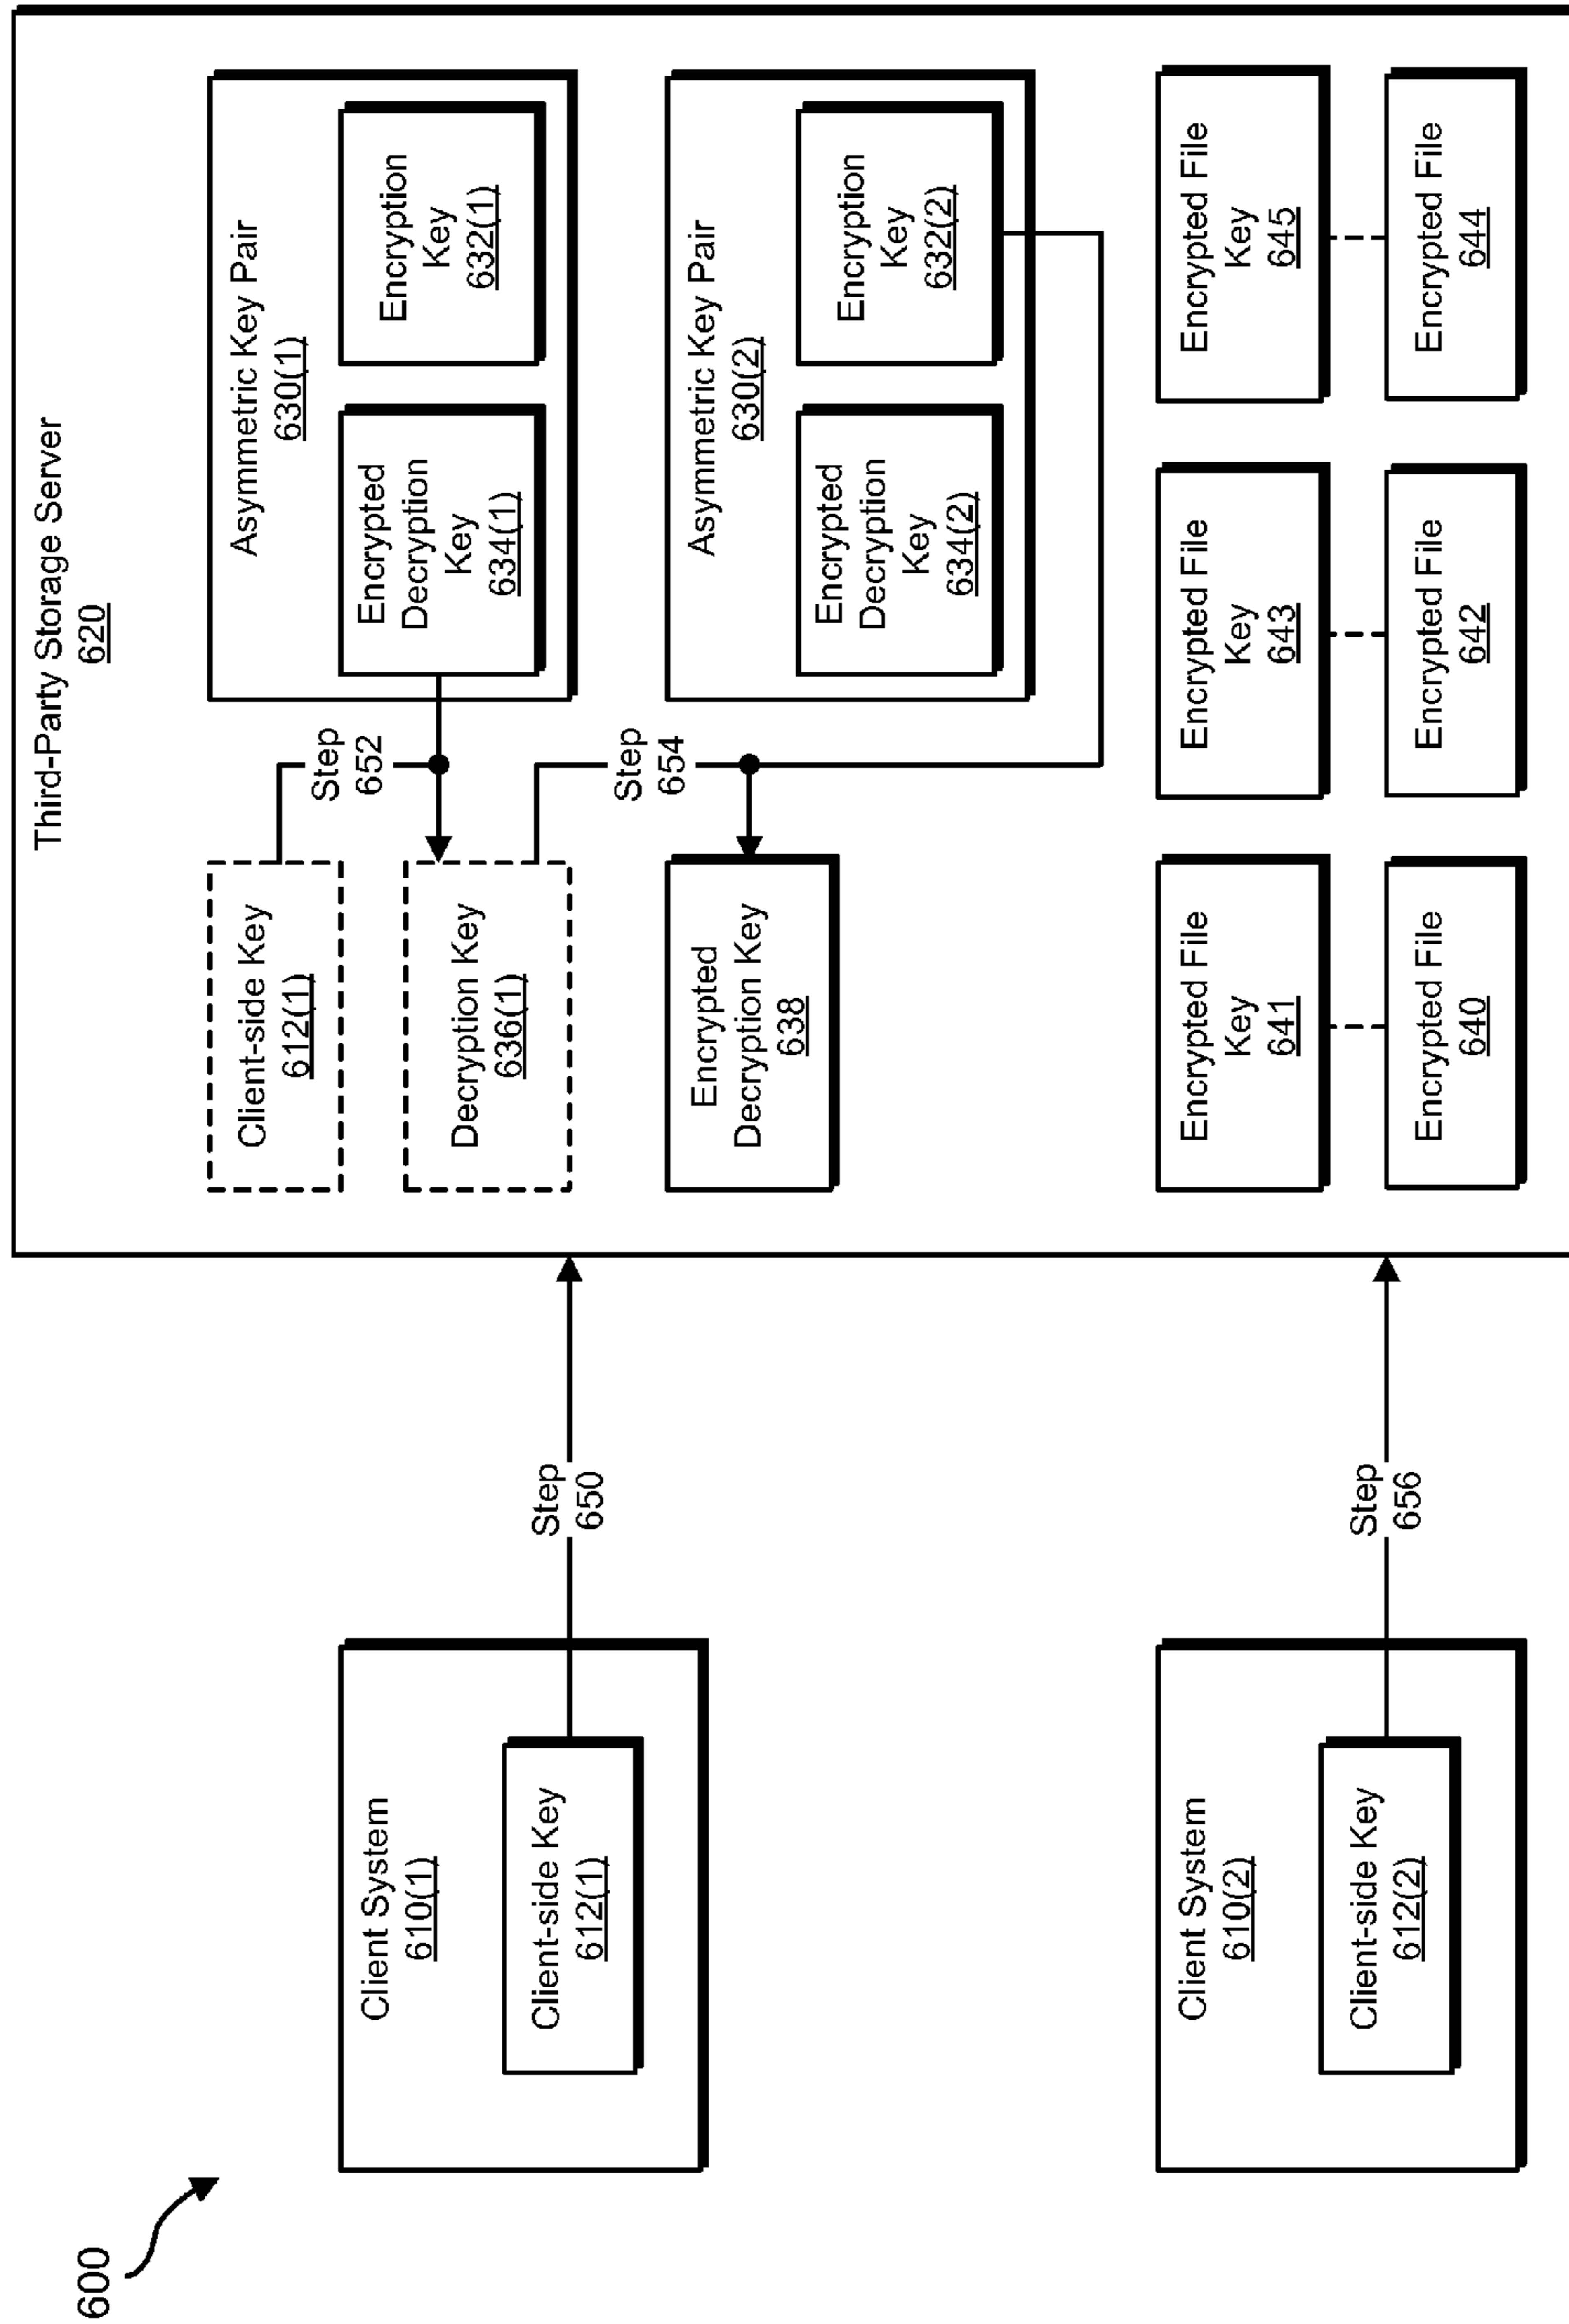 600
Client System
610(1)
Client-side Key
612(1)
Step
650
Client System
610(2)
Client-side Key
612(2)
Step
656
Third-Party Storage Server
620
Client-side Key
612(1)
Step
652
Decryption Key
636(1)
Step
654
Encrypted
Decryption Key
638
Asymmetric Key Pair
630(1)
Encrypted
Decryption
Key
634(1)
Encryption
Key
632(1)
Asymmetric Key Pair
630(2)
Encrypted
Decryption
Key
634(2)
Encryption
Key
632(2)
Encrypted File
Key
641
Encrypted File
640
Encrypted File
Key
643
Encrypted File
642
Encrypted File
Key
645
Encrypted File
644